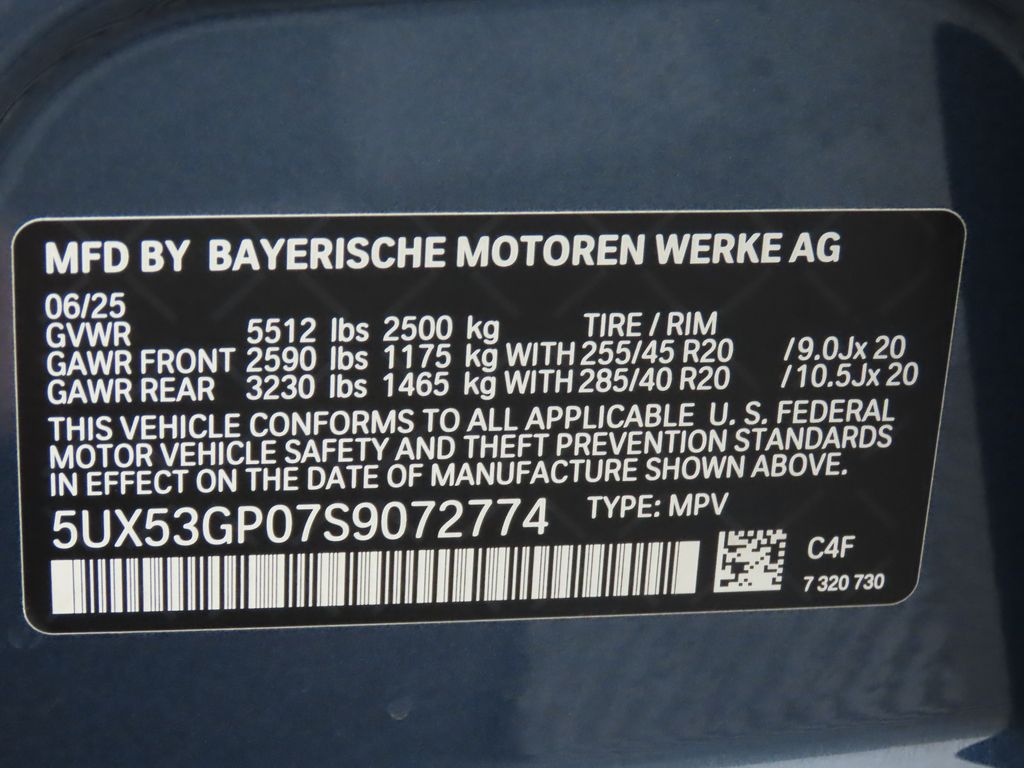 MFD BY BAYERISCHE MOTOREN WERKE AG
06/25
GVWR 5512 lbs 2500 kg TIRE / RIM
GAWR FRONT 2590 lbs 1175 kg WITH 255/45 R20 /9.0Jx 20
GAWR REAR 3230 lbs 1465 kg WITH 285/40 R20 /10.5Jx 20
THIS VEHICLE CONFORMS TO ALL APPLICABLE U. S. FEDERAL
MOTOR VEHICLE SAFETY AND THEFT PREVENTION STANDARDS
IN EFFECT ON THE DATE OF MANUFACTURE SHOWN ABOVE.
5UX53GP07S9072774 TYPE: MPV
C4F
7 320 730